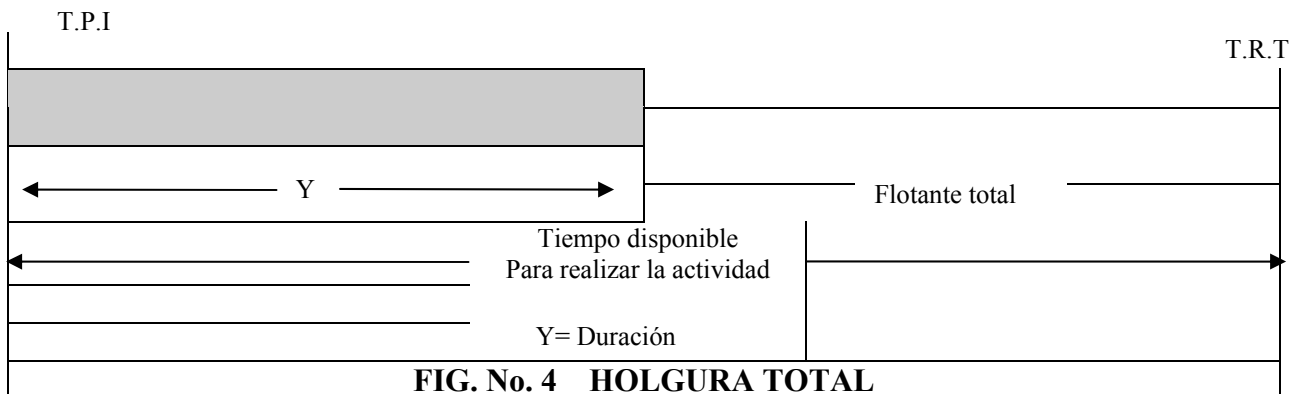 T.P.I
T.R.T
Y
Flotante total
Tiempo disponible
Para realizar la actividad
Y= Duración
FIG. No. 4 HOLGURA TOTAL